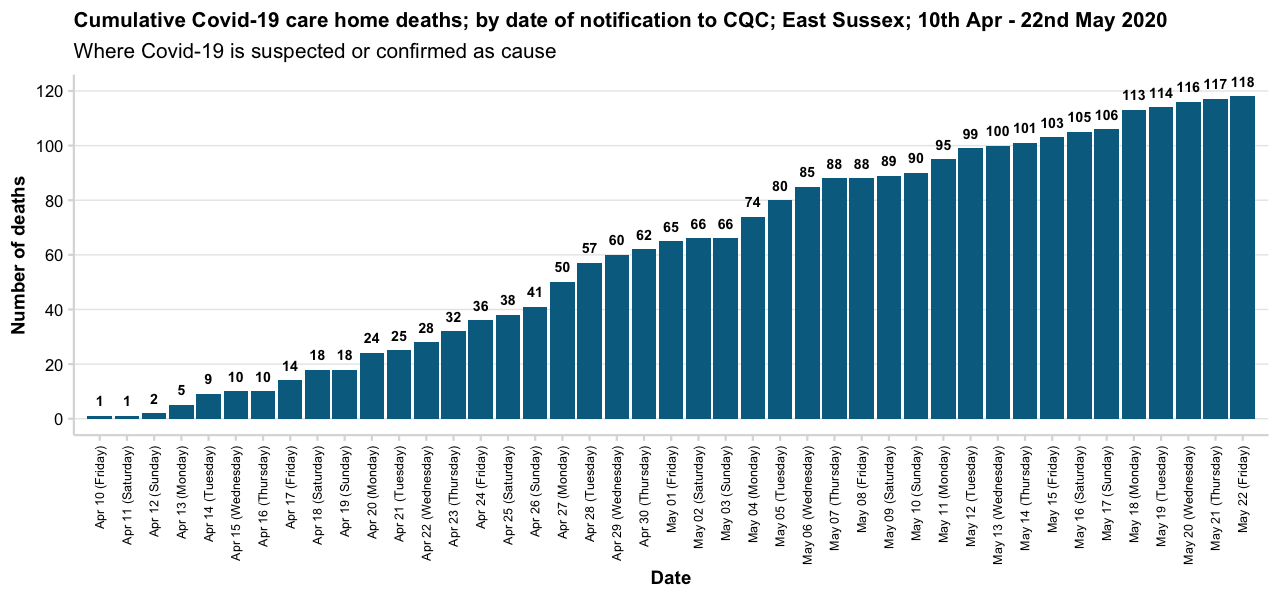 Cumulative Covid-19 care home deaths; by date of notification to CQC; East Sussex; 10th Apr - 22nd May 2020
Where Covid-19 is suspected or confirmed as cause
Number of deaths
120
100
80
60
40
20
0
1 1 2 5 9 10 10 14 18 18 24 25 28 32 36 38 41 50 57 60 62 65 66 66 74 80 85 88 88 89 90 95 99 100 101 103 105 106 113 114 116 117 118
Apr 10 (Friday)
Apr 11 (Saturday)
Apr 12 (Sunday)
Apr 13 (Monday)
Apr 14 (Tuesday)
Apr 15 (Wednesday)
Apr 16 (Thursday)
Apr 17 (Friday)
Apr 18 (Saturday)
Apr 19 (Sunday)
Apr 20 (Monday)
Apr 21 (Tuesday)
Apr 22 (Wednesday)
Apr 23 (Thursday)
Apr 24 (Friday)
Apr 25 (Saturday)
Apr 26 (Sunday)
Apr 27 (Monday)
Apr 28 (Tuesday)
Apr 29 (Wednesday)
Apr 30 (Thursday)
May 01 (Friday)
May 02 (Saturday)
May 03 (Sunday)
May 04 (Monday)
May 05 (Tuesday)
May 06 (Wednesday)
May 07 (Thursday)
May 08 (Friday)
May 09 (Saturday)
May 10 (Sunday)
May 11 (Monday)
May 12 (Tuesday)
May 13 (Wednesday)
May 14 (Thursday)
May 15 (Friday)
May 16 (Saturday)
May 17 (Sunday)
May 18 (Monday)
May 19 (Tuesday)
May 20 (Wednesday)
May 21 (Thursday)
May 22 (Friday)
Date